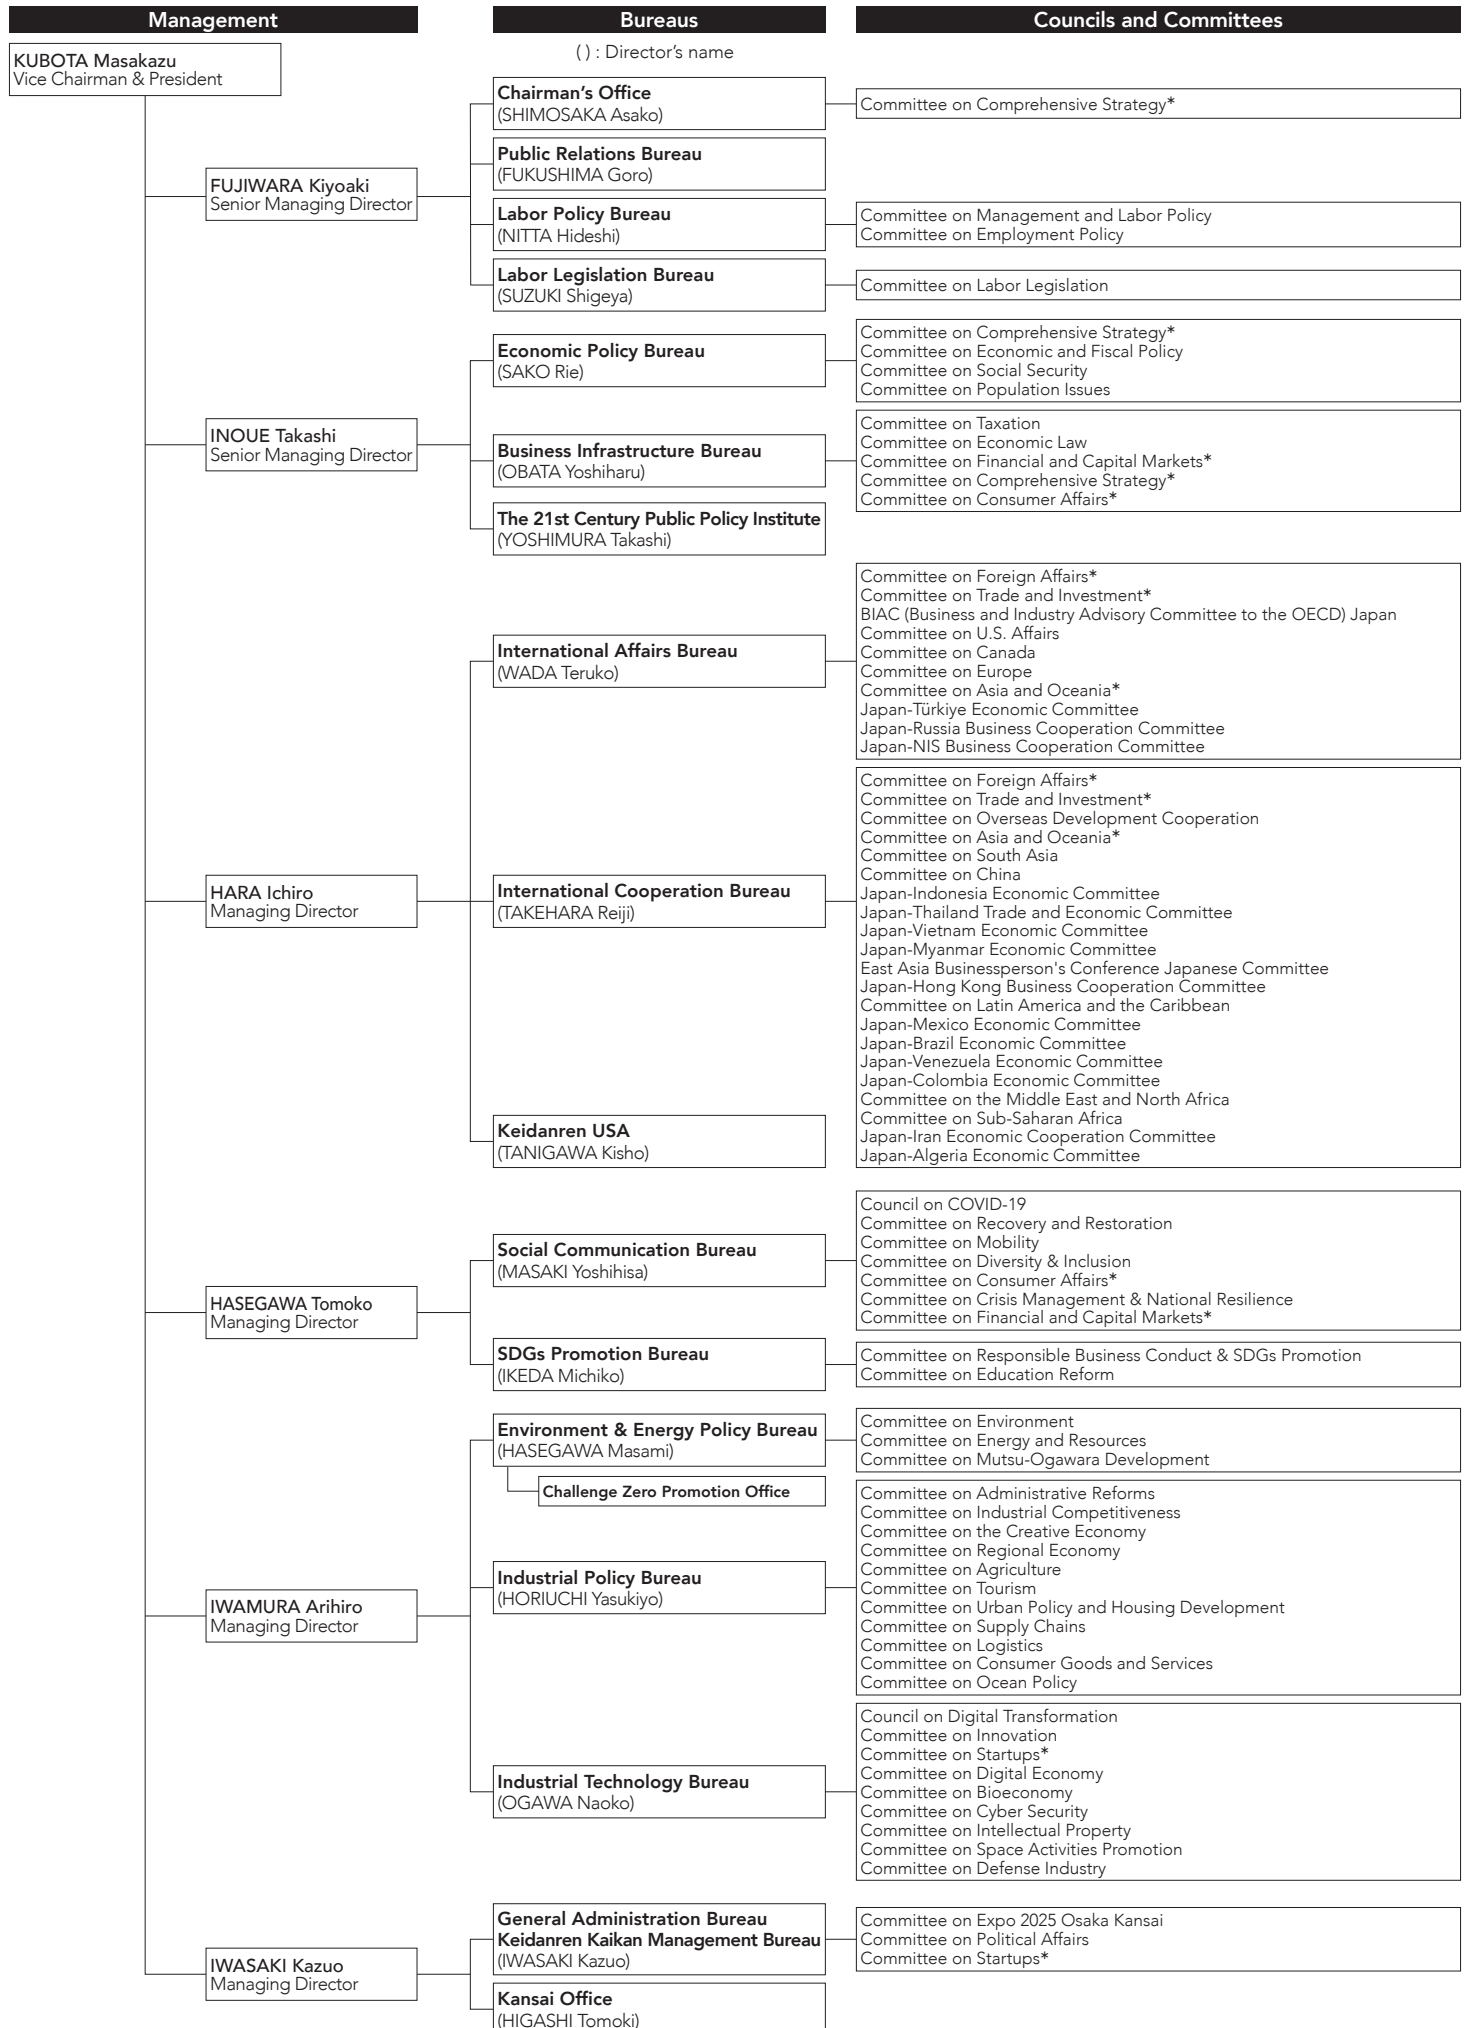 Management
Bureaus
Councils and Committees
KUBOTA Masakazu
Vice Chairman & President
( ) : Director's name
Chairman's Office
(SHIMOSAKA Asako)
Committee on Comprehensive Strategy*
Public Relations Bureau
(FUKUSHIMA Goro)
FUJIWARA Kiyoaki
Senior Managing Director
Labor Policy Bureau
(NITTA Hideshi)
Committee on Management and Labor Policy
Committee on Employment Policy
Labor Legislation Bureau
(SUZUKI Shigeya)
Committee on Labor Legislation
Economic Policy Bureau
(SAKO Rie)
Committee on Comprehensive Strategy*
Committee on Economic and Fiscal Policy
Committee on Social Security
Committee on Population Issues
INOUE Takashi
Senior Managing Director
Business Infrastructure Bureau
(OBATA Yoshiharu)
Committee on Taxation
Committee on Economic Law
Committee on Financial and Capital Markets*
Committee on Comprehensive Strategy*
Committee on Consumer Affairs*
The 21st Century Public Policy Institute
(YOSHIMURA Takashi)
International Affairs Bureau
(WADA Teruko)
Committee on Foreign Affairs*
Committee on Trade and Investment*
BIAC (Business and Industry Advisory Committee to the OECD) Japan
Committee on U.S. Affairs
Committee on Canada
Committee on Europe
Committee on Asia and Oceania*
Japan-Türkiye Economic Committee
Japan-Russia Business Cooperation Committee
Japan-NIS Business Cooperation Committee
HARA Ichiro
Managing Director
International Cooperation Bureau
(TAKEHARA Reiji)
Committee on Foreign Affairs*
Committee on Trade and Investment*
Committee on Overseas Development Cooperation
Committee on Asia and Oceania*
Committee on South Asia
Committee on China
Japan-Indonesia Economic Committee
Japan-Thailand Trade and Economic Committee
Japan-Vietnam Economic Committee
Japan-Myanmar Economic Committee
East Asia Businessperson's Conference Japanese Committee
Japan-Hong Kong Business Cooperation Committee
Committee on Latin America and the Caribbean
Japan-Mexico Economic Committee
Japan-Brazil Economic Committee
Japan-Venezuela Economic Committee
Japan-Colombia Economic Committee
Committee on the Middle East and North Africa
Committee on Sub-Saharan Africa
Japan-Iran Economic Cooperation Committee
Japan-Algeria Economic Committee
Keidanren USA
(TANIGAWA Kisho)
Social Communication Bureau
(MASAKI Yoshihisa)
Council on COVID-19
Committee on Recovery and Restoration
Committee on Mobility
Committee on Diversity & Inclusion
Committee on Consumer Affairs*
Committee on Crisis Management & National Resilience
Committee on Financial and Capital Markets*
HASEGAWA Tomoko
Managing Director
SDGs Promotion Bureau
(IKEDA Michiko)
Committee on Responsible Business Conduct & SDGs Promotion
Committee on Education Reform
Environment & Energy Policy Bureau
(HASEGAWA Masami)
Committee on Environment
Committee on Energy and Resources
Committee on Mutsu-Ogawara Development
Challenge Zero Promotion Office
IWAMURA Arihiro
Managing Director
Industrial Policy Bureau
(HORIUCHI Yasukiyo)
Committee on Administrative Reforms
Committee on Industrial Competitiveness
Committee on the Creative Economy
Committee on Regional Economy
Committee on Agriculture
Committee on Tourism
Committee on Urban Policy and Housing Development
Committee on Supply Chains
Committee on Logistics
Committee on Consumer Goods and Services
Committee on Ocean Policy
Industrial Technology Bureau
(OGAWA Naoko)
Council on Digital Transformation
Committee on Innovation
Committee on Startups*
Committee on Digital Economy
Committee on Bioeconomy
Committee on Cyber Security
Committee on Intellectual Property
Committee on Space Activities Promotion
Committee on Defense Industry
IWASAKI Kazuo
Managing Director
General Administration Bureau
Keidanren Kaikan Management Bureau
(IWASAKI Kazuo)
Committee on Expo 2025 Osaka Kansai
Committee on Political Affairs
Committee on Startups*
Kansai Office
(HIGASHI Tomoki)